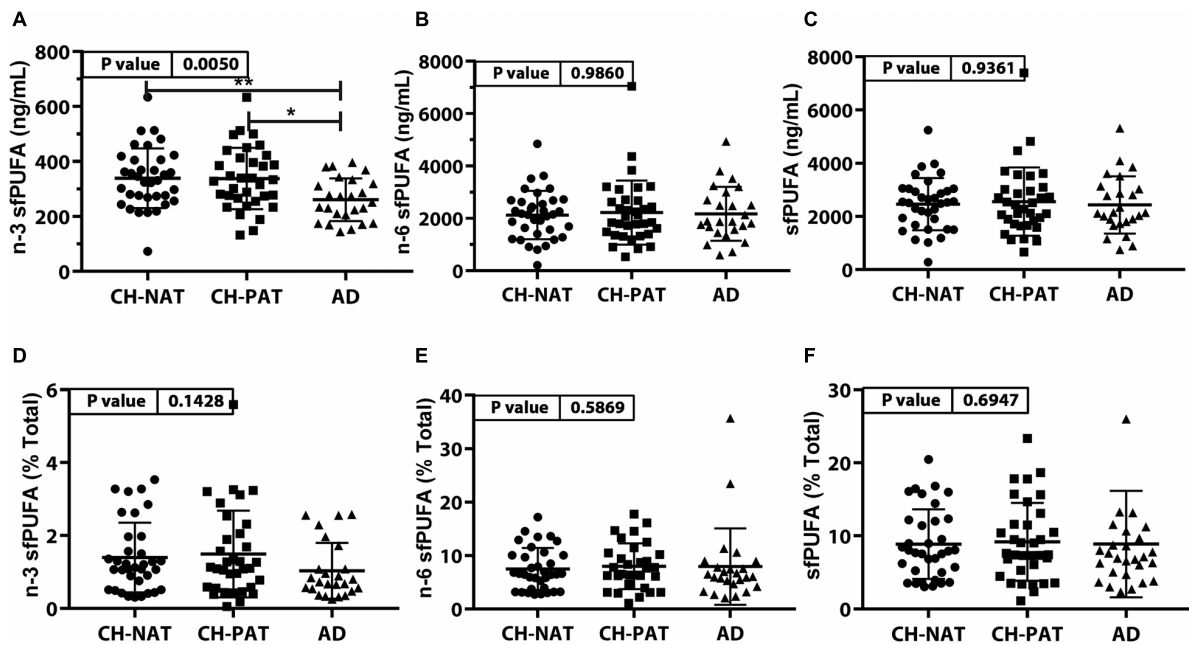 A
n-3 sfPUFA (ng/mL)
800
600
400
200
0
P value 0.0050
**
*
CH-NAT CH-PAT AD
B
n-6 sfPUFA (ng/mL)
8000
6000
4000
2000
0
P value 0.9860
CH-NAT CH-PAT AD
C
sfPUFA (ng/mL)
8000
6000
4000
2000
0
P value 0.9361
CH-NAT CH-PAT AD
D
n-3 sfPUFA (% Total)
6
4
2
0
P value 0.1428
CH-NAT CH-PAT AD
E
n-6 sfPUFA (% Total)
40
30
20
10
0
P value 0.5869
CH-NAT CH-PAT AD
F
sfPUFA (% Total)
30
20
10
0
P value 0.6947
CH-NAT CH-PAT AD